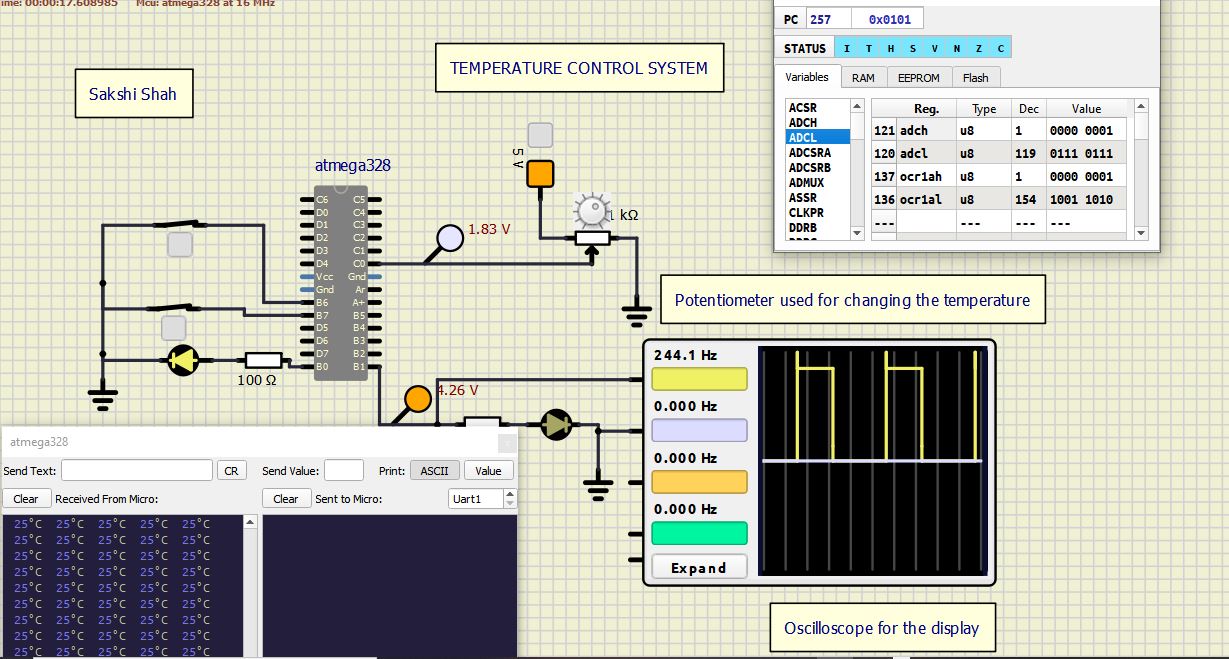 ime: 00:00:17.608985 Mcu: atmega328 at 16 MHz
PC 257 0x0101
STATUS I T H S V N Z C
Variables RAM EEPROM Flash
ACSR
ADCH
ADCL
ADCSRA
ADCSRB
ADMUX
ASSR
CLKPR
DDRB
Reg. Type Dec Value
121 adch u8 1 0000 0001
120 adcl u8 119 0111 0111
137 ocr1ah u8 1 0000 0001
136 ocr1al u8 154 1001 1010
--- --- --- ---
TEMPERATURE CONTROL SYSTEM
Sakshi Shah
5 V
atmega328
1 kΩ
1.83 V
C6 C5
D0 C4
D1 C3
D2 C2
D3 C1
D4 C0
Vcc Gnd
Gnd Ar
B6 A+
B7 B5
D5 B4
D6 B3
D7 B2
B0 B1
100 Ω
4.26 V
Potentiometer used for changing the temperature
244.1 Hz
0.000 Hz
0.000 Hz
0.000 Hz
Expand
Oscilloscope for the display
atmega328
Send Text: CR Send Value: Print: ASCII Value
Clear Received From Micro: Clear Sent to Micro: Uart1
25°C 25°C 25°C 25°C 25°C
25°C 25°C 25°C 25°C 25°C
25°C 25°C 25°C 25°C 25°C
25°C 25°C 25°C 25°C 25°C
25°C 25°C 25°C 25°C 25°C
25°C 25°C 25°C 25°C 25°C
25°C 25°C 25°C 25°C 25°C
25°C 25°C 25°C 25°C 25°C
25°C 25°C 25°C 25°C 25°C